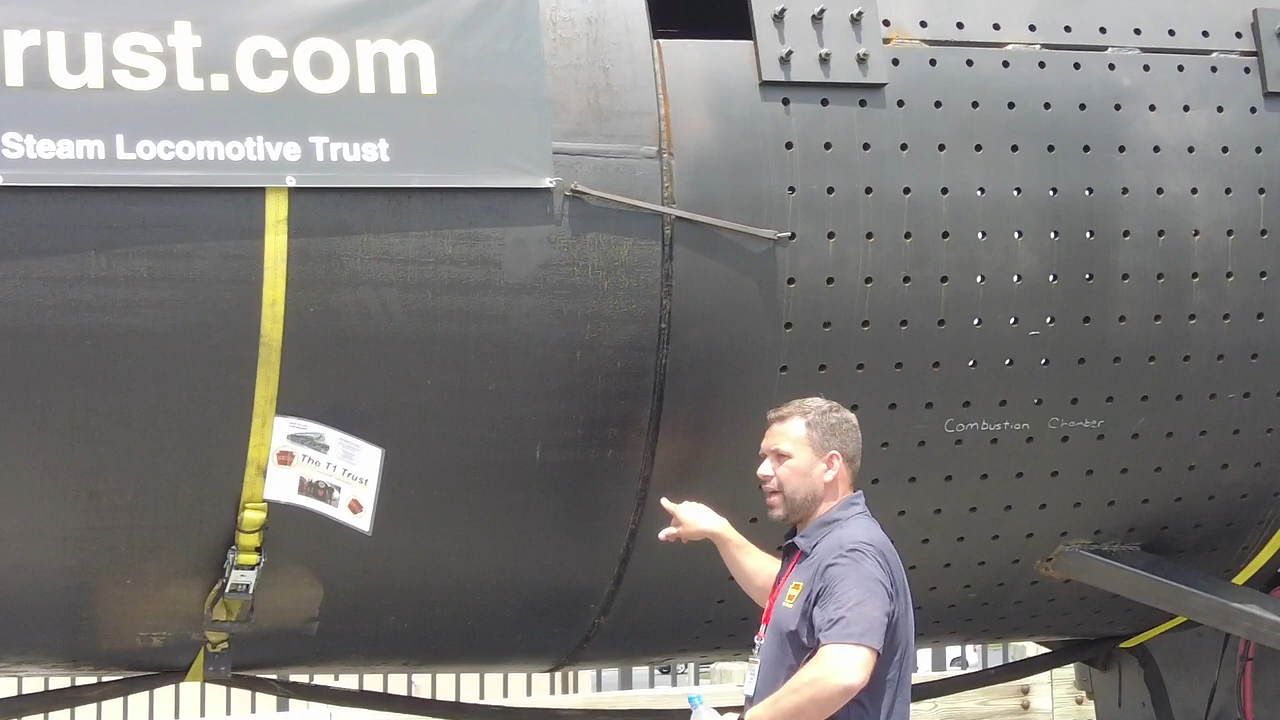 rust.com
Steam Locomotive Trust
Combustion Chamber
The T1 Trust